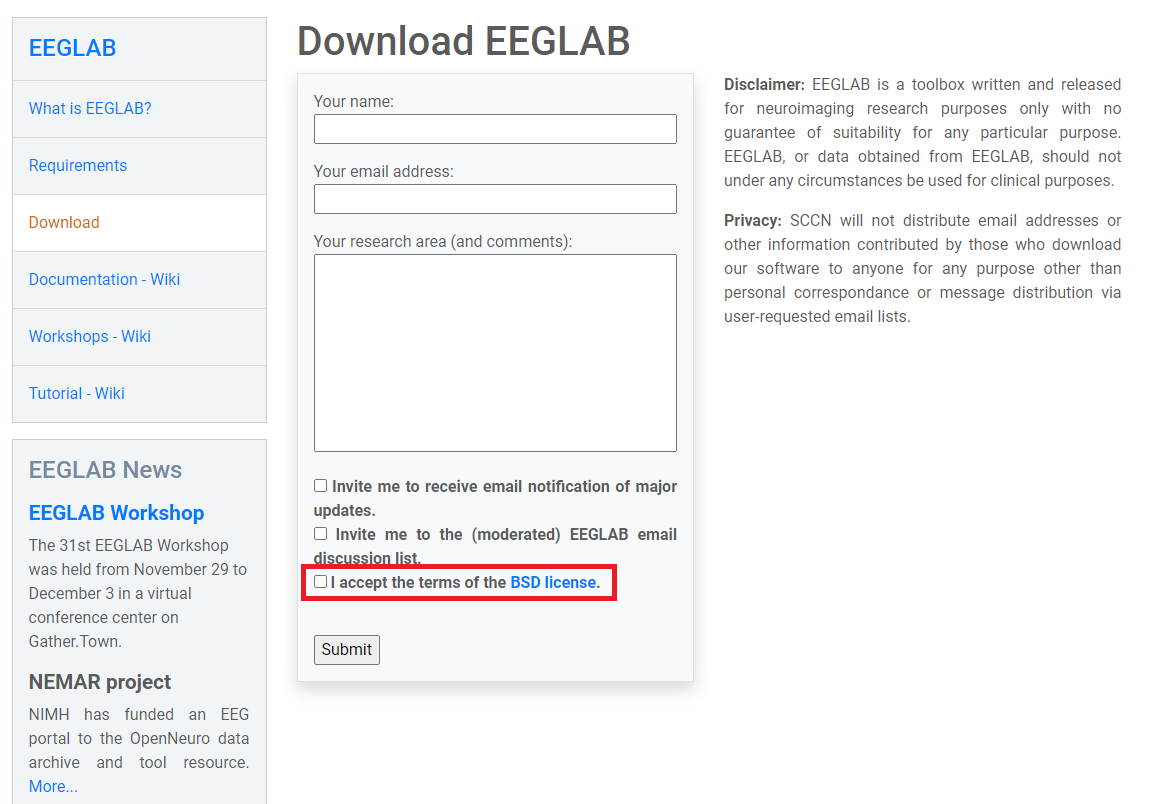 EEGLAB
What is EEGLAB?
Requirements
Download
Documentation - Wiki
Workshops - Wiki
Tutorial - Wiki
EEGLAB News
EEGLAB Workshop
The 31st EEGLAB Workshop
was held from November 29 to
December 3 in a virtual
conference center on
Gather.Town.
NEMAR project
NIMH has funded an EEG
portal to the OpenNeuro data
archive and tool resource.
More...
Download EEGLAB
Your name:
Your email address:
Your research area (and comments):
Invite me to receive email notification of major
updates.
Invite me to the (moderated) EEGLAB email
discussion list.
I accept the terms of the BSD license.
Submit
Disclaimer: EEGLAB is a toolbox written and released
for neuroimaging research purposes only with no
guarantee of suitability for any particular purpose.
EEGLAB, or data obtained from EEGLAB, should not
under any circumstances be used for clinical purposes.
Privacy: SCCN will not distribute email addresses or
other information contributed by those who download
our software to anyone for any purpose other than
personal correspondance or message distribution via
user-requested email lists.